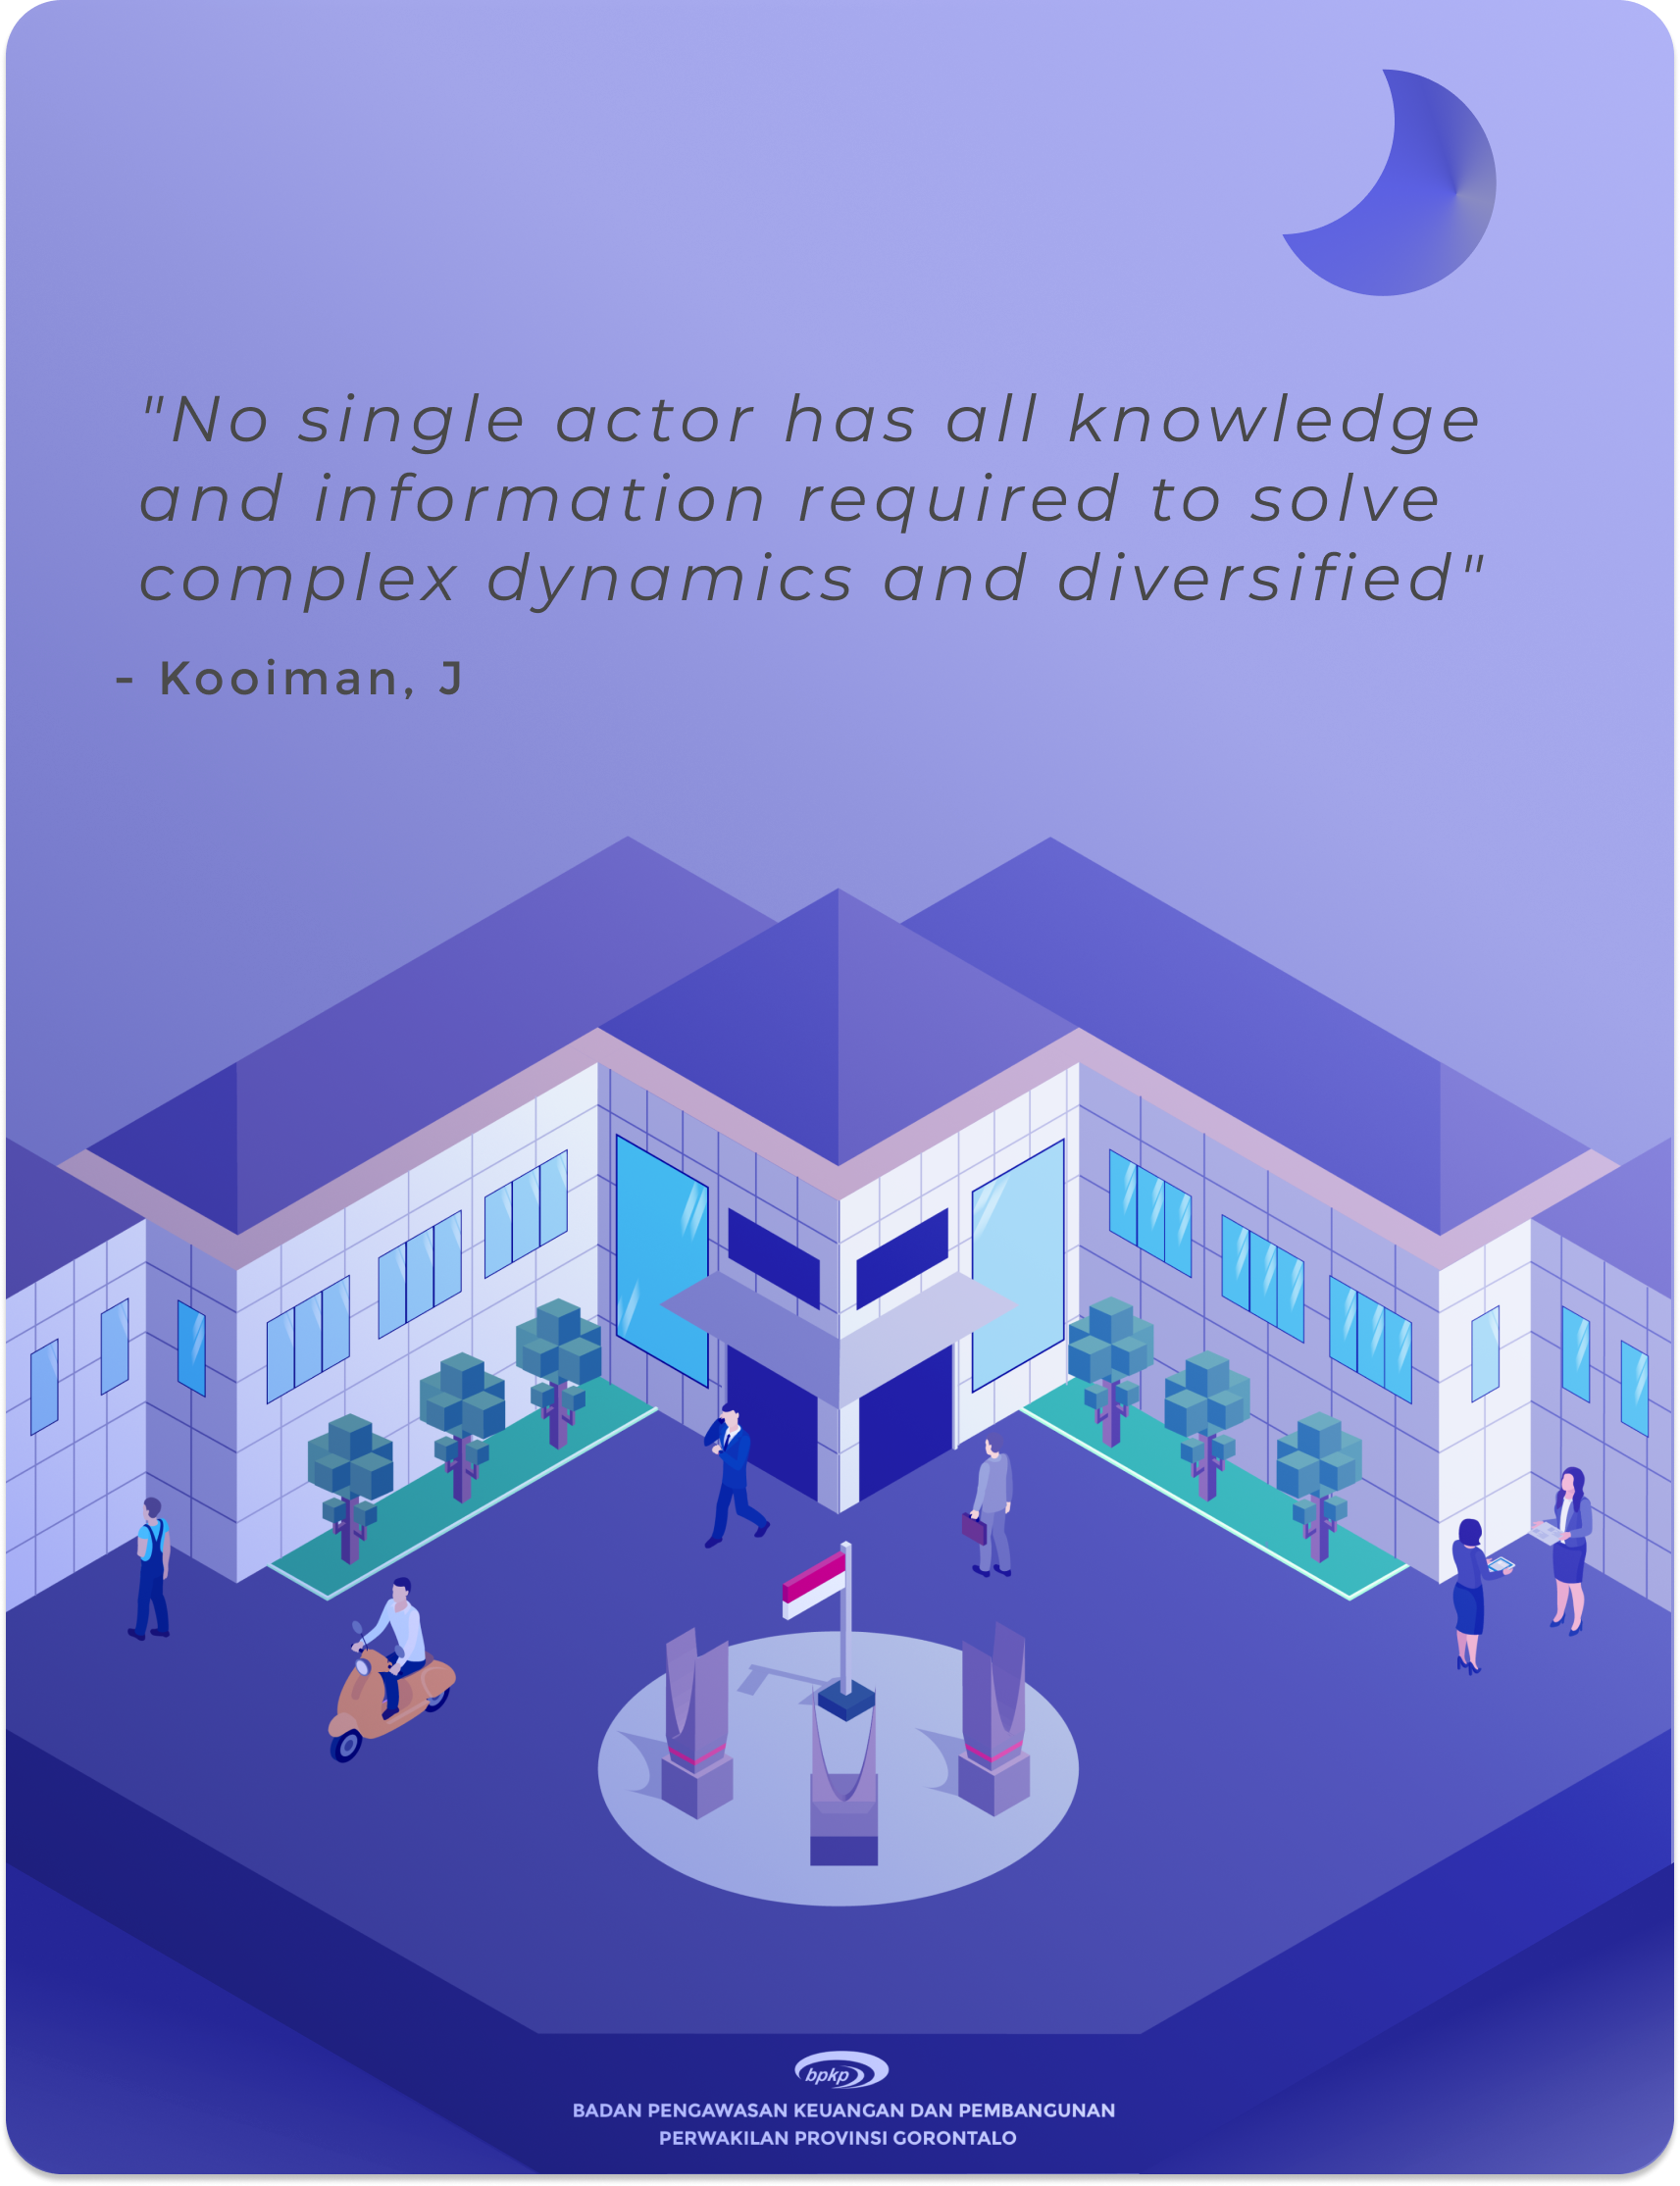 "No single actor has all knowledge
and information required to solve
complex dynamics and diversified"
- Kooiman, J
bpkp
BADAN PENGAWASAN KEUANGAN DAN PEMBANGUNAN
PERWAKILAN PROVINSI GORONTALO